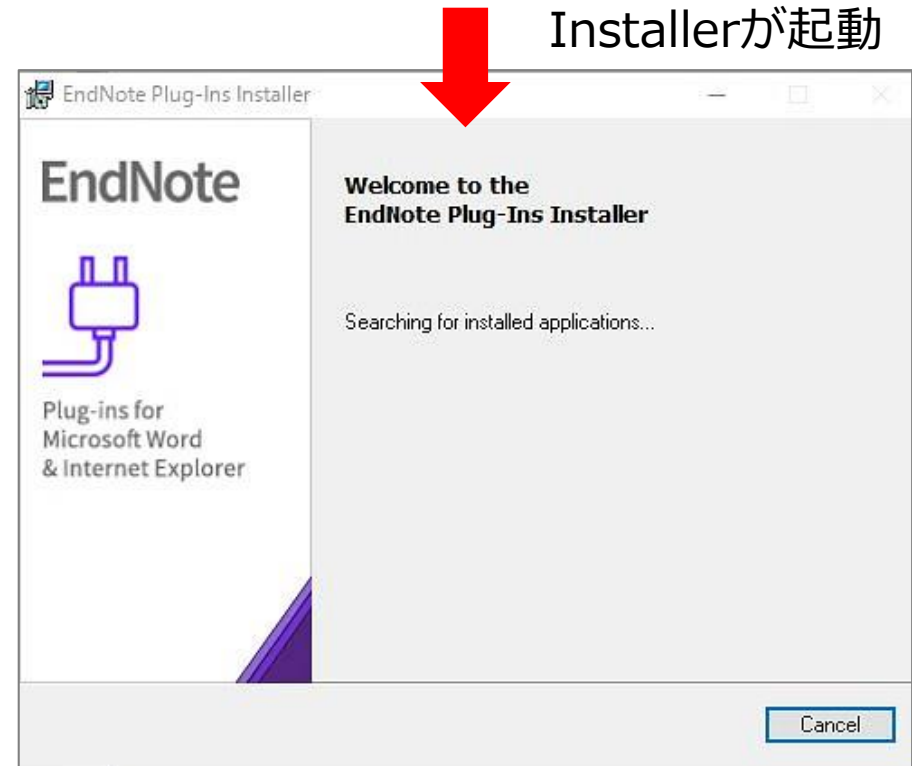 Installerが起動
EndNote Plug-Ins Installer
EndNote
Plug-ins for
Microsoft Word
& Internet Explorer
Welcome to the
EndNote Plug-Ins Installer
Searching for installed applications...
Cancel